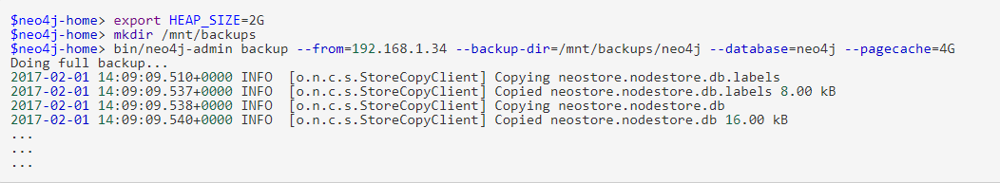 $neo4j-home> export HEAP_SIZE=2G
$neo4j-home> mkdir /mnt/backups
$neo4j-home> bin/neo4j-admin backup --from=192.168.1.34 --backup-dir=/mnt/backups/neo4j --database=neo4j --pagecache=4G
Doing full backup...
2017-02-01 14:09:09.510+0000 INFO  [o.n.c.s.StoreCopyClient] Copying neostore.nodestore.db.labels
2017-02-01 14:09:09.537+0000 INFO  [o.n.c.s.StoreCopyClient] Copied neostore.nodestore.db.labels 8.00 kB
2017-02-01 14:09:09.538+0000 INFO  [o.n.c.s.StoreCopyClient] Copying neostore.nodestore.db
2017-02-01 14:09:09.540+0000 INFO  [o.n.c.s.StoreCopyClient] Copied neostore.nodestore.db 16.00 kB
...
...
...